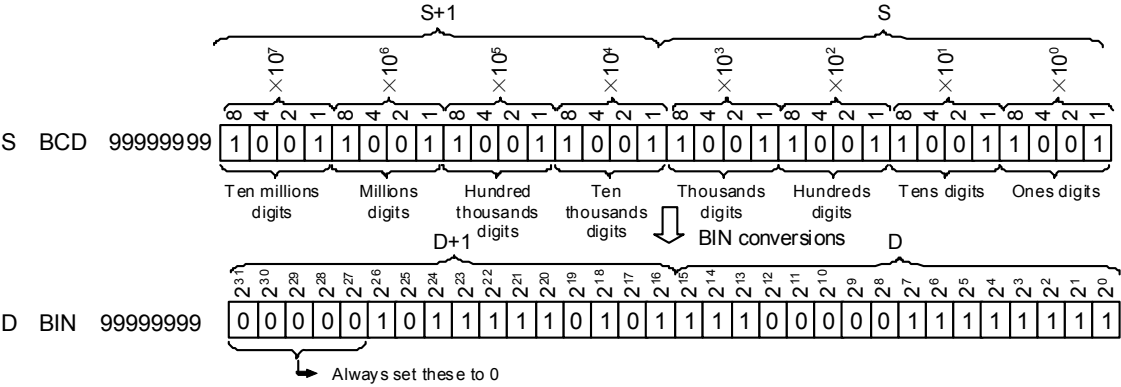 S+1 S
×10⁷ ×10⁶ ×10⁵ ×10⁴ ×10³ ×10² ×10¹ ×10⁰
8 4 2 1 8 4 2 1 8 4 2 1 8 4 2 1 8 4 2 1 8 4 2 1 8 4 2 1 8 4 2 1
S BCD 99999999 1 0 0 1 1 0 0 1 1 0 0 1 1 0 0 1 1 0 0 1 1 0 0 1 1 0 0 1 1 0 0 1
Ten millions Millions Hundred Ten Thousands Hundreds Tens digits Ones digits
digits digits thousands thousands digits digits
digits digits
BIN conversions
D+1 D
2³¹ 2³⁰ 2²⁹ 2²⁸ 2²⁷ 2²⁶ 2²⁵ 2²⁴ 2²³ 2²² 2²¹ 2²⁰ 2¹⁹ 2¹⁸ 2¹⁷ 2¹⁶ 2¹⁵ 2¹⁴ 2¹³ 2¹² 2¹¹ 2¹⁰ 2⁹ 2⁸ 2⁷ 2⁶ 2⁵ 2⁴ 2³ 2² 2¹ 2⁰
D BIN 99999999 0 0 0 0 0 1 0 1 1 1 1 1 0 1 0 1 1 1 1 0 0 0 0 0 1 1 1 1 1 1 1 1
Always set these to 0